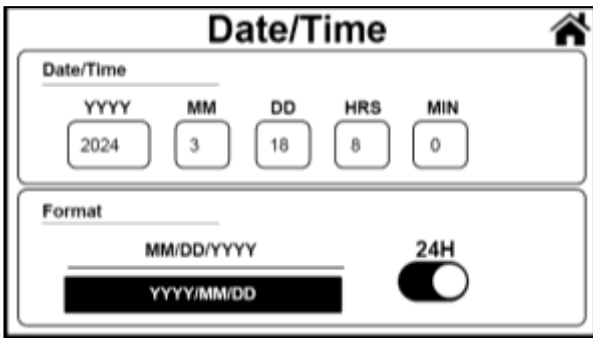 Date/Time
Date/Time
YYYY MM DD HRS MIN
2024 3 18 8 0
Format
MM/DD/YYYY 24H
YYYY/MM/DD